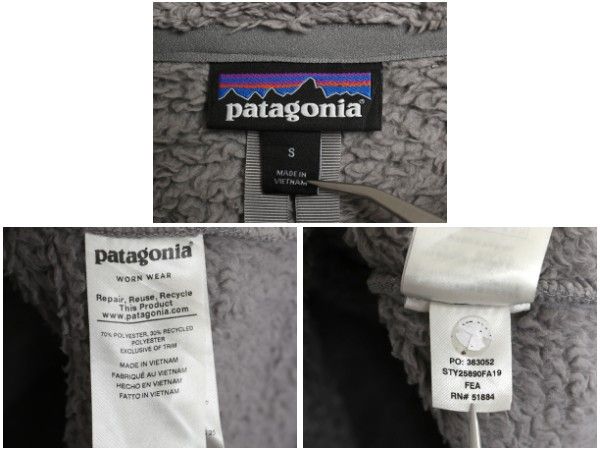 patagonia®
S
MADE IN
VIETNAM
patagonia®
WORN WEAR
Repair, Reuse, Recycle
This Product
www.patagonia.com
70% POLYESTER, 30% RECYCLED
POLYESTER
EXCLUSIVE OF TRIM
MADE IN VIETNAM
FABRIQUÉ AU VIETNAM
HECHO EN VIETNAM
FATTO IN VIETNAM
PO: 383052
STY25890FA19
FEA
RN# 51884